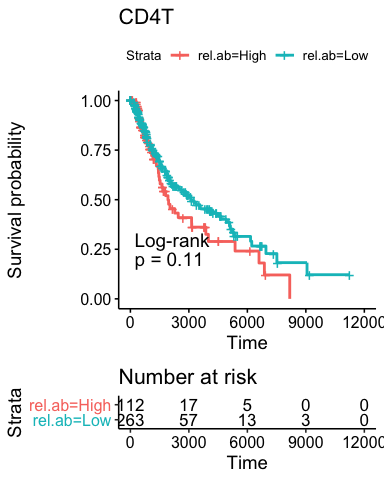 CD4T
Strata rel.ab=High rel.ab=Low
Survival probability
1.00
0.75
0.50
0.25
0.00
Log-rank
p = 0.11
0 3000 6000 9000 12000
Time
Number at risk
Strata
rel.ab=High 112 17 5 0 0
rel.ab=Low 263 57 13 3 0
0 3000 6000 9000 12000
Time